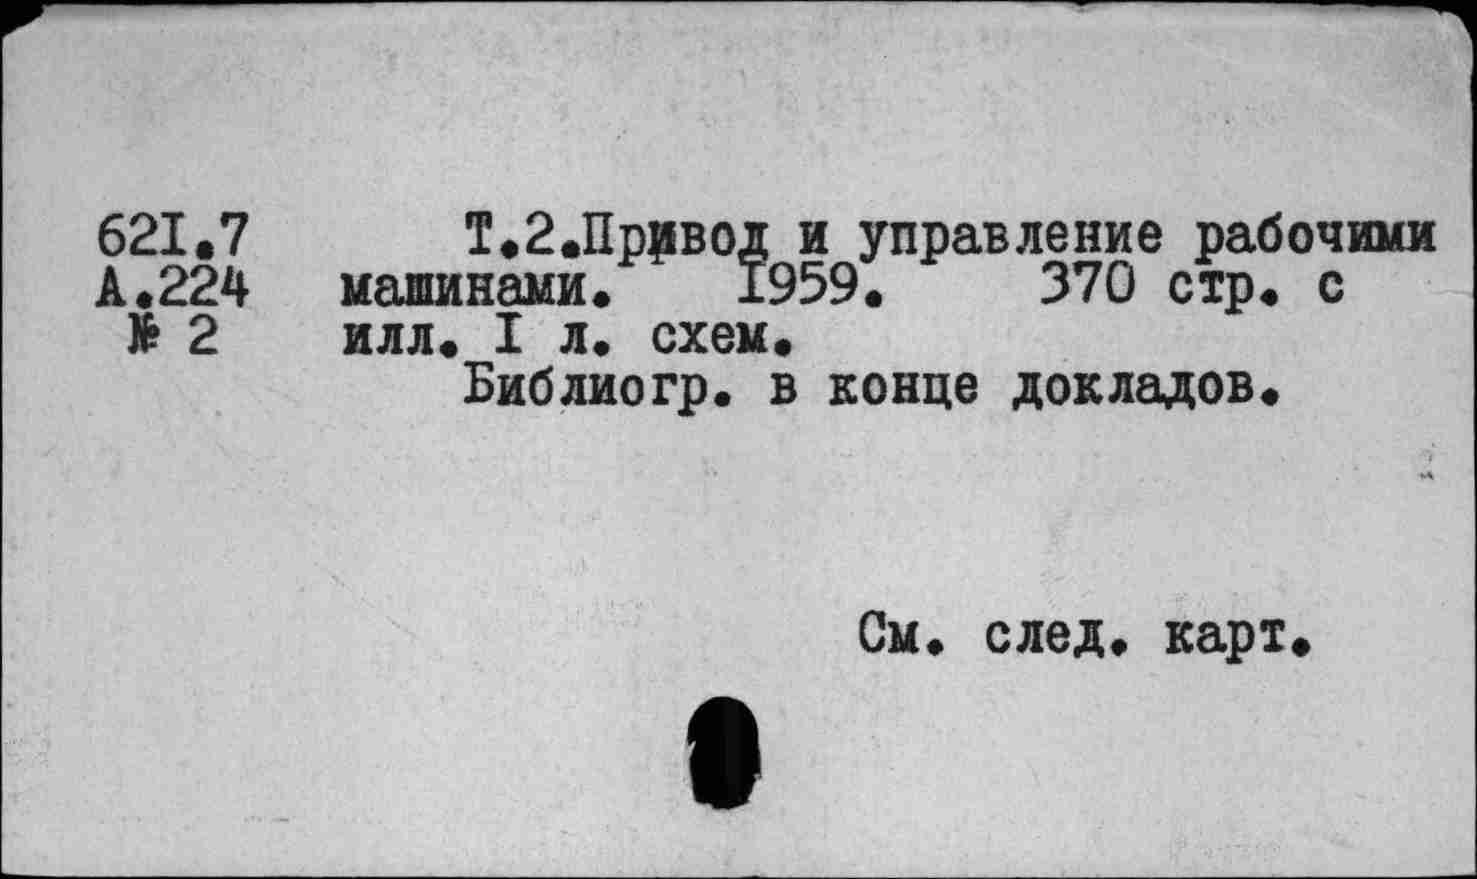 621.7 Т.2.Привод и управление рабочими
А.224 машинами. 1959. 370 стр. с
№ 2 илл. I л. схем.
Библиогр. в конце докладов.
См. след. карт.